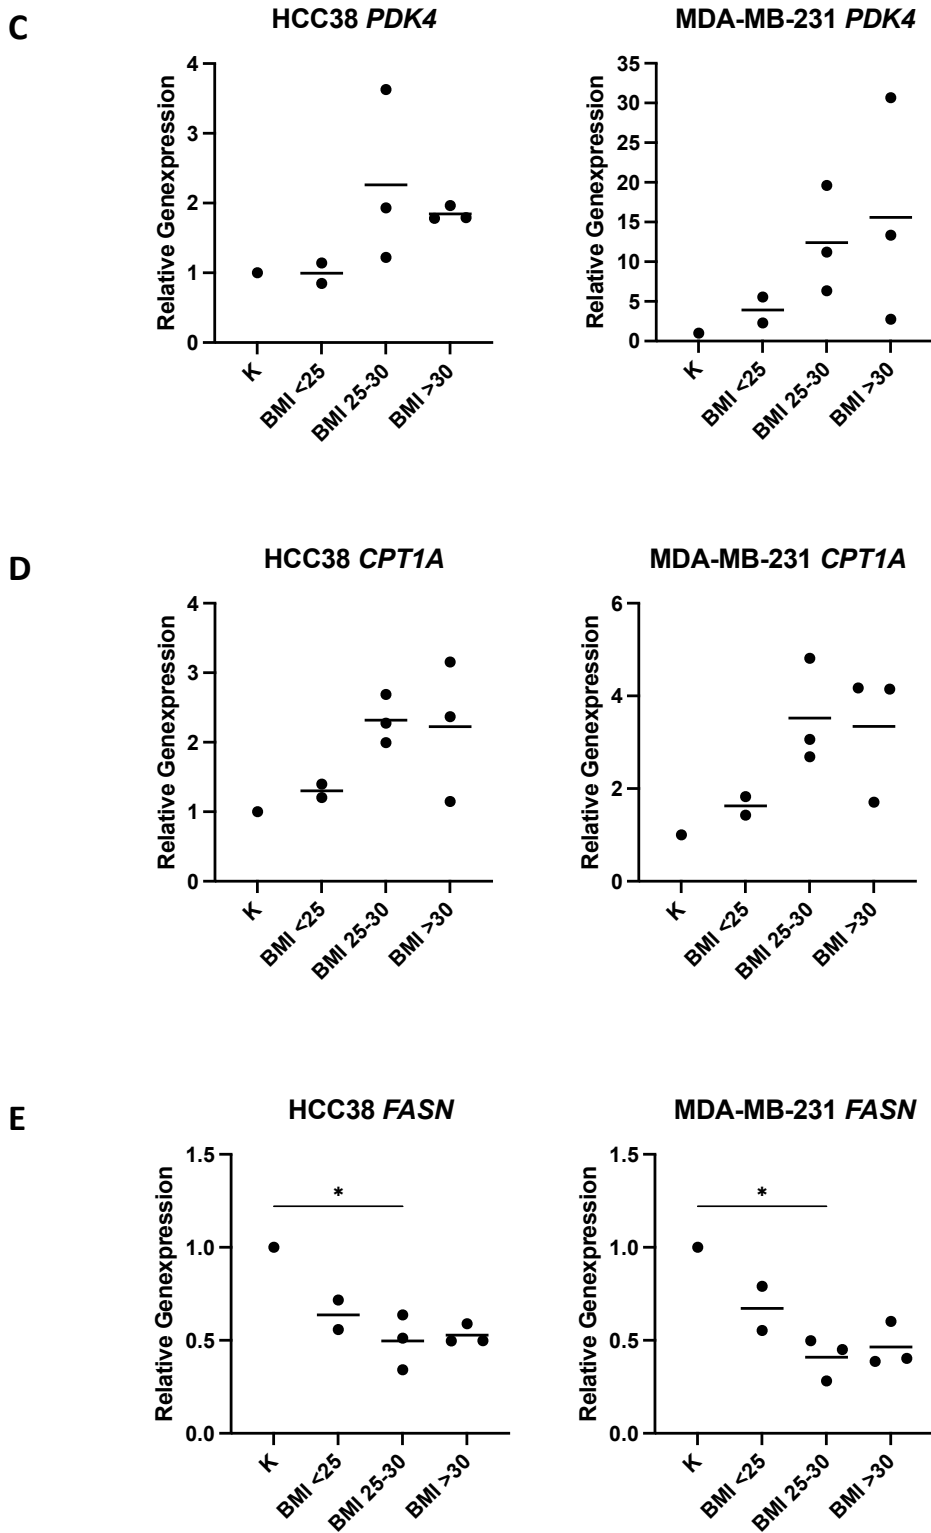 C
HCC38 PDK4
Relative Genexpression
4
3
2
1
0
K
BMI <25
BMI 25-30
BMI >30
MDA-MB-231 PDK4
Relative Genexpression
35
30
25
20
15
10
5
0
K
BMI <25
BMI 25-30
BMI >30
D
HCC38 CPT1A
Relative Genexpression
4
3
2
1
0
K
BMI <25
BMI 25-30
BMI >30
MDA-MB-231 CPT1A
Relative Genexpression
6
4
2
0
K
BMI <25
BMI 25-30
BMI >30
E
HCC38 FASN
Relative Genexpression
1.5
1.0
0.5
0.0
*
K
BMI <25
BMI 25-30
BMI >30
MDA-MB-231 FASN
Relative Genexpression
1.5
1.0
0.5
0.0
*
K
BMI <25
BMI 25-30
BMI >30